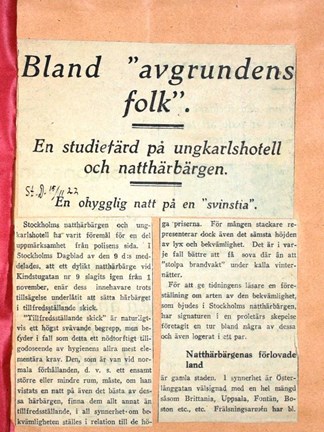 Bland "avgrundens
folk".
En studiefärd på ungkarlshotell
och natthärbärgen.
St. D. 15/11 22
En ohygglig natt på en "svinstia".
Stockholms natthärbärgen och ung-
karlshotell ha varit föremål för en del
uppmärksamhet från polisens sida. I
Stockholms Dagblad av den 9 d:s med-
delades, att ett dylikt natthärbärge vid
Kindstugatan nr 9 slagits igen från 1
november, enär dess innehavare trots
tillsägelse underlåtit att sätta härbärget
i tillfredsställande skick.
"Tillfredsställande skick" är naturligt-
vis ett högst svävande begrepp, men be-
tyder i fall som detta ett nödtorftigt till-
godoseende av hygienens allra mest ele-
mentära krav. Den, som är van vid nor-
mala förhållanden, d. v. s. ett ensamt
större eller mindre rum, måste, om han
vistats en natt på även det bästa av des-
sa härbärgen, finna dem allt annat än
tillfredsställande, i all synnerhet om be-
kvämligheten ställes i relation till de hö-
ga priserna. För mången stackare re-
presenterar dock även det sämsta höjden
av lyx och bekvämlighet. Det är i var-
je fall bättre att få sova där än att
"stolpa brandvakt" under kalla vinter-
nätter.
För att ge tidningens läsare en före-
ställning om arten av den bekvämlighet,
som bjudes i Stockholms natthärbärgen,
har signaturen i en proletärs skepelse
företagit en tur bland några av dessa
och även logerat i ett par.
Natthärbärgenas förlovade
land
är gamla staden. I synnerhet är Öster-
långgatan välsignad med en hel mängd
såsom Brittania, Uppsala, Fontän, Bo-
ston etc., etc. Frälsningsarmén har bl.